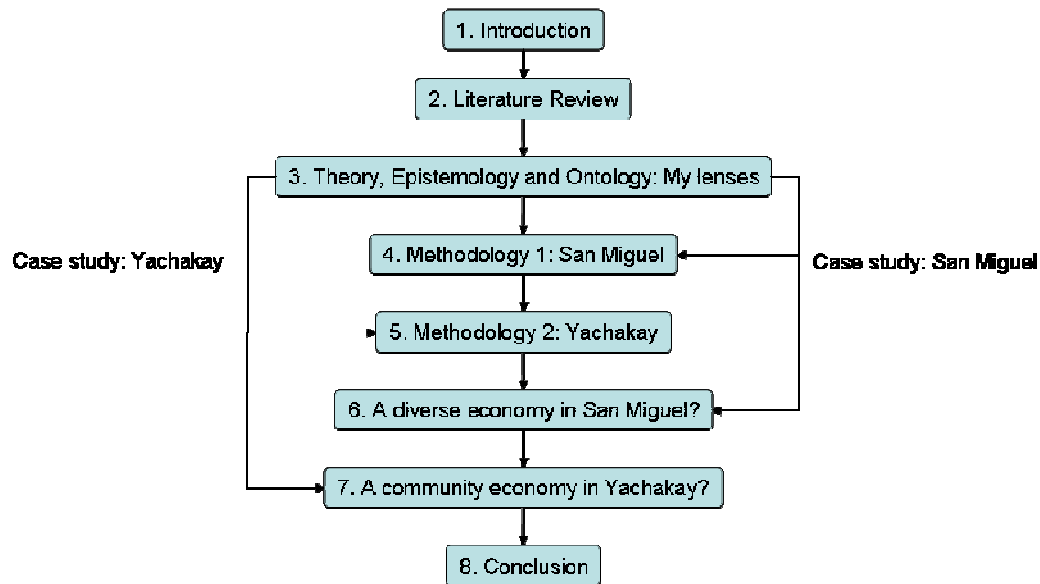 1. Introduction
2. Literature Review
3. Theory, Epistemology and Ontology: My lenses
Case study: Yachakay
4. Methodology 1: San Miguel
Case study: San Miguel
5. Methodology 2: Yachakay
6. A diverse economy in San Miguel?
7. A community economy in Yachakay?
8. Conclusion